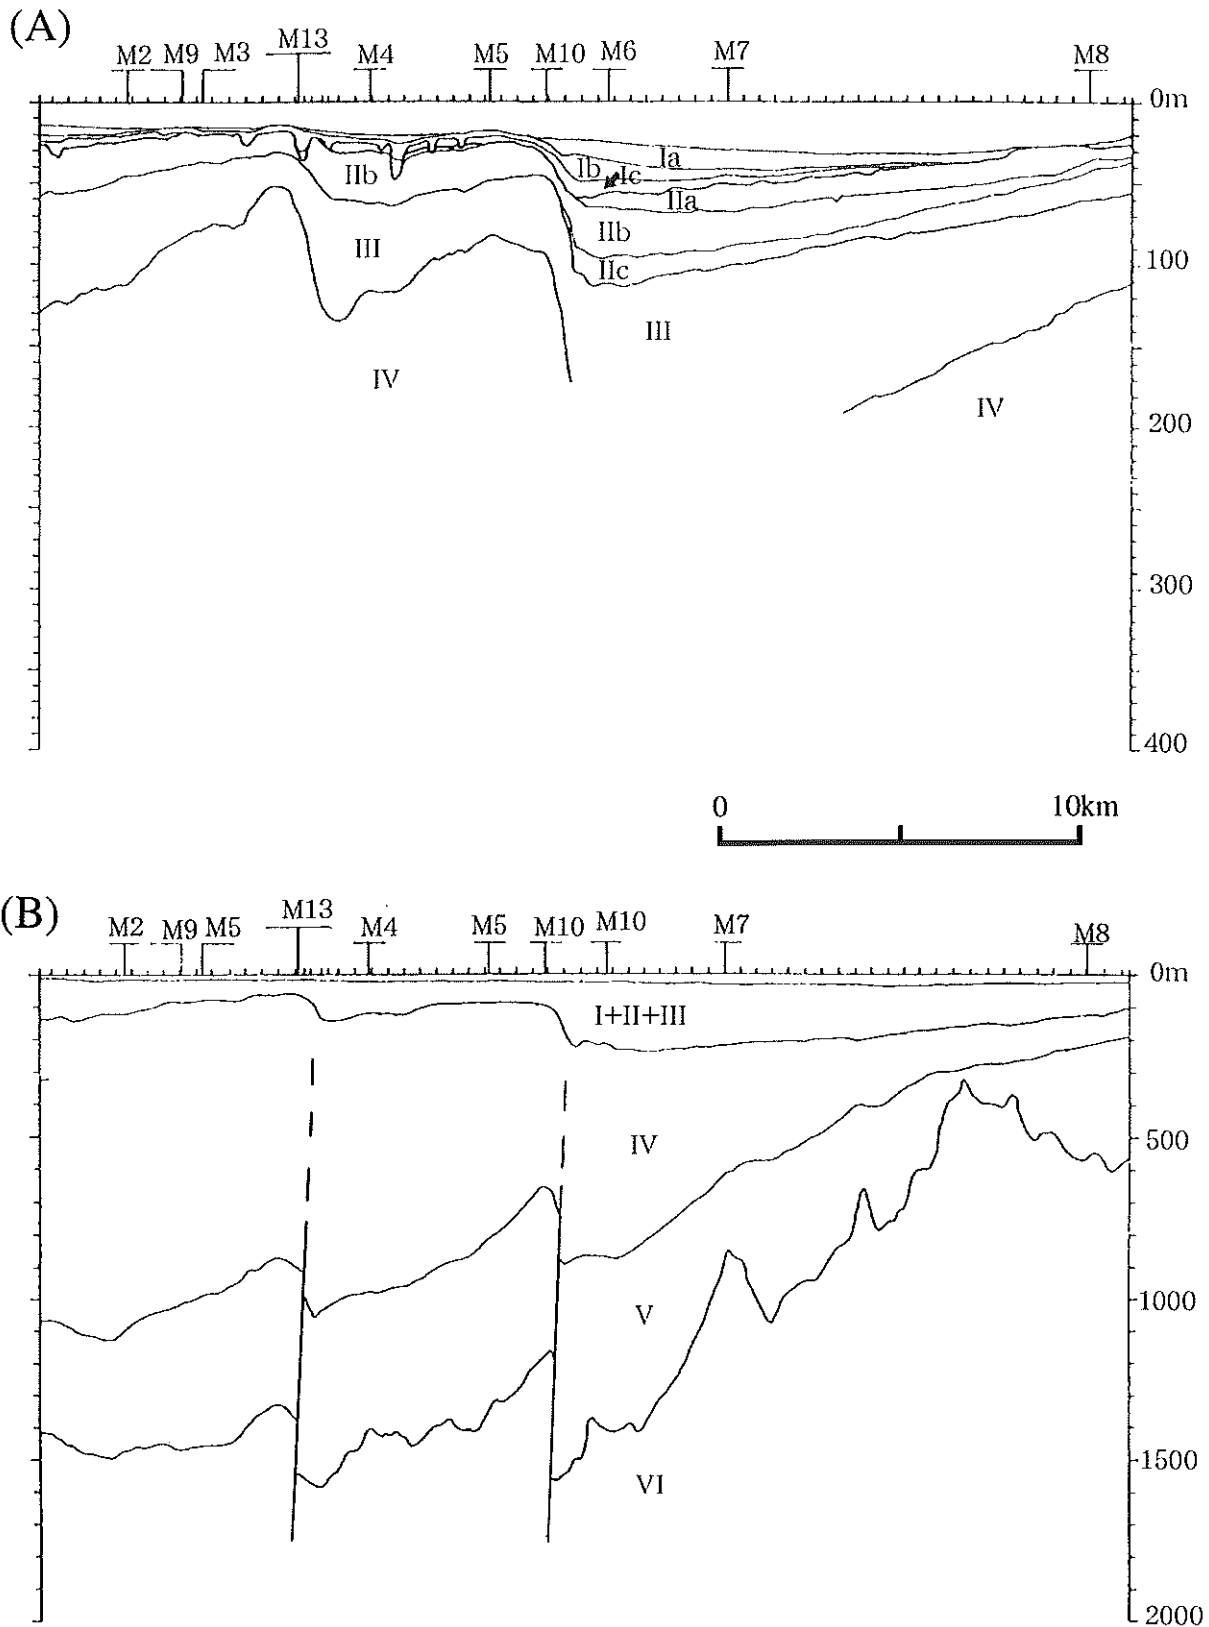 (A)
M2 M9 M3 M13 M4 M5 M10 M6 M7 M8
0m
Ia
Ib Ic
IIb
IIa
IIb
III
IIc
100
III
IV
IV
200
300
400
0 10km
(B)
M2 M9 M5 M13 M4 M5 M10 M10 M7 M8
0m
I+II+III
IV
500
1000
V
1500
VI
2000